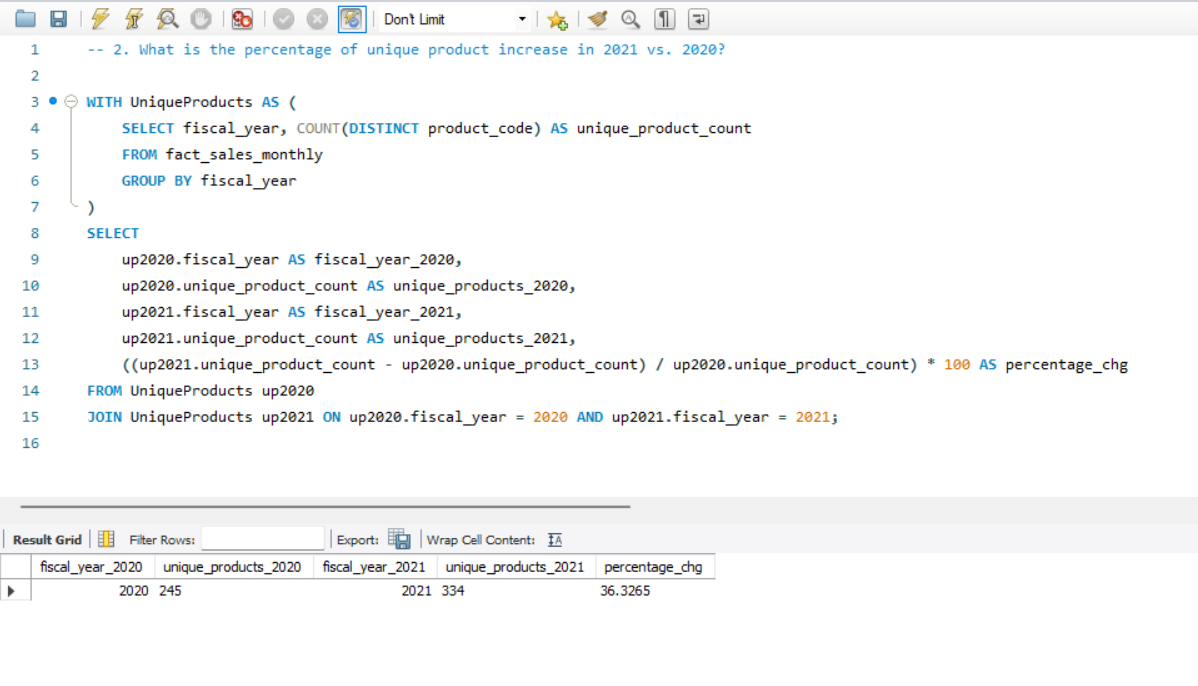 Don't Limit
1 -- 2. What is the percentage of unique product increase in 2021 vs. 2020?
2
3 WITH UniqueProducts AS (
4 SELECT fiscal_year, COUNT(DISTINCT product_code) AS unique_product_count
5 FROM fact_sales_monthly
6 GROUP BY fiscal_year
7 )
8 SELECT
9 up2020.fiscal_year AS fiscal_year_2020,
10 up2020.unique_product_count AS unique_products_2020,
11 up2021.fiscal_year AS fiscal_year_2021,
12 up2021.unique_product_count AS unique_products_2021,
13 ((up2021.unique_product_count - up2020.unique_product_count) / up2020.unique_product_count) * 100 AS percentage_chg
14 FROM UniqueProducts up2020
15 JOIN UniqueProducts up2021 ON up2020.fiscal_year = 2020 AND up2021.fiscal_year = 2021;
16
Result Grid Filter Rows: Export: Wrap Cell Content: IA
fiscal_year_2020 unique_products_2020 fiscal_year_2021 unique_products_2021 percentage_chg
2020 245 2021 334 36.3265